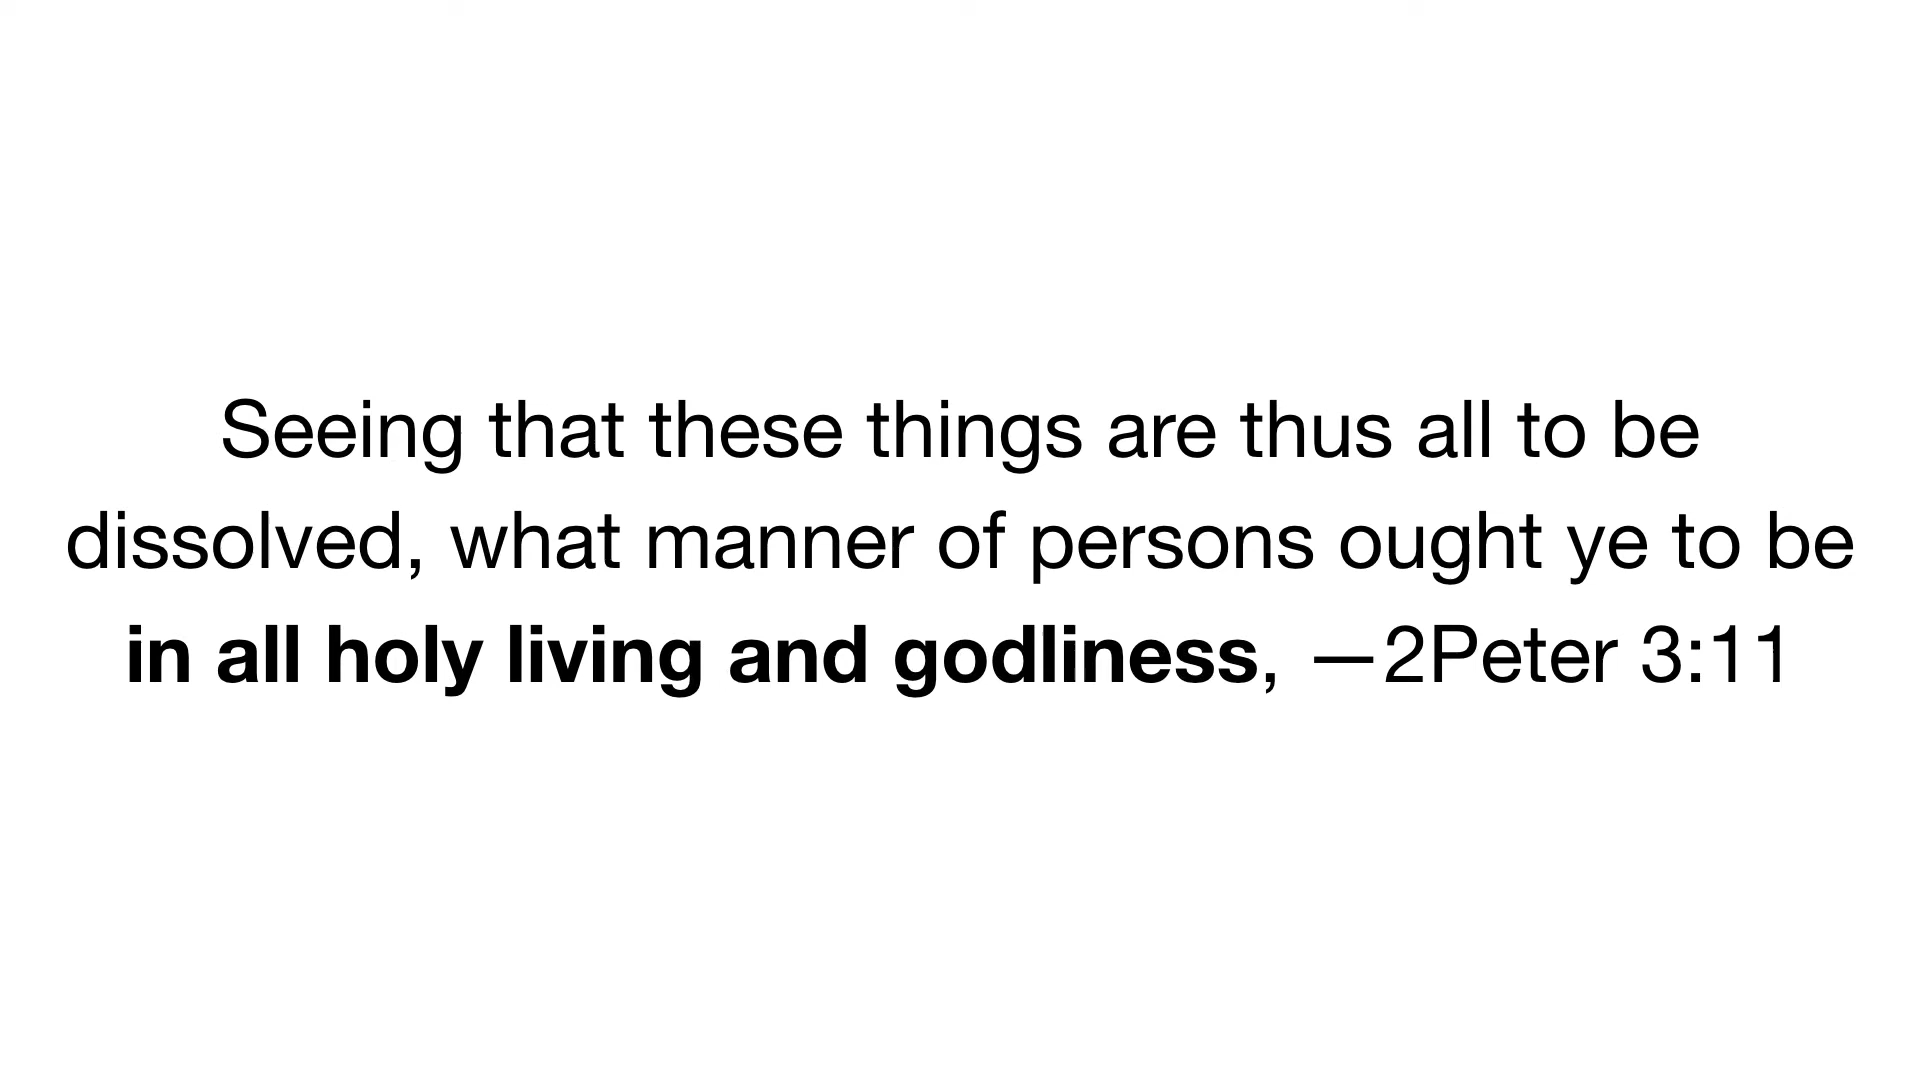 Seeing that these things are thus all to be
dissolved, what manner of persons ought ye to be
in all holy living and godliness, —2Peter 3:11